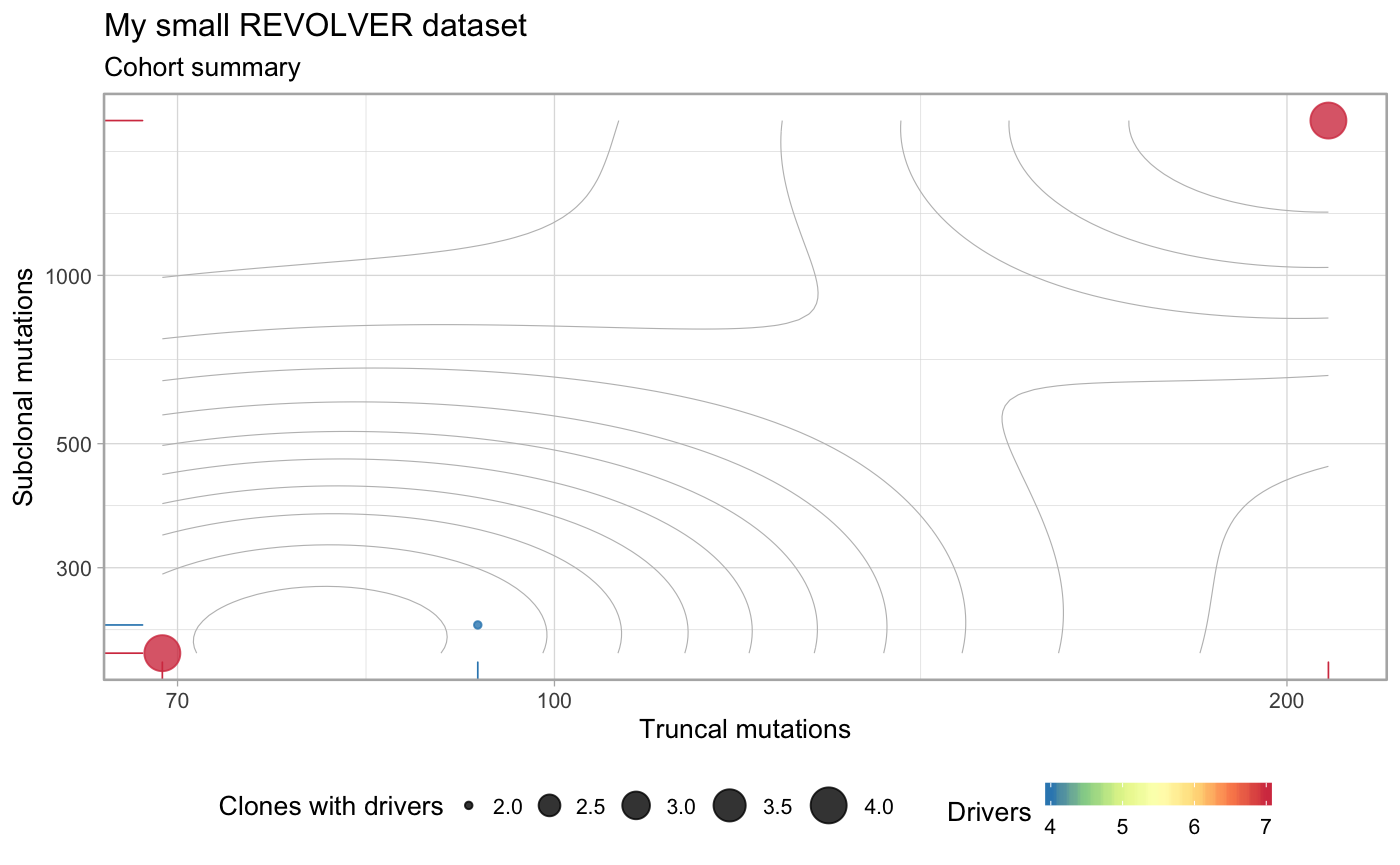 My small REVOLVER dataset
Cohort summary
Subclonal mutations
1000
500
300
70 100 200
Truncal mutations
Clones with drivers 2.0 2.5 3.0 3.5 4.0
Drivers
4 5 6 7